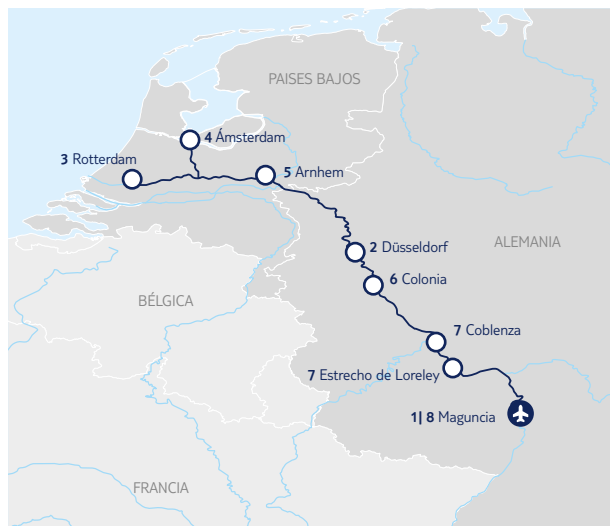 PAISES BAJOS
4 Ámsterdam
3 Rotterdam
5 Arnhem
2 Düsseldorf
ALEMANIA
6 Colonia
BÉLGICA
7 Coblenza
7 Estrecho de Loreley
1| 8 Maguncia
FRANCIA